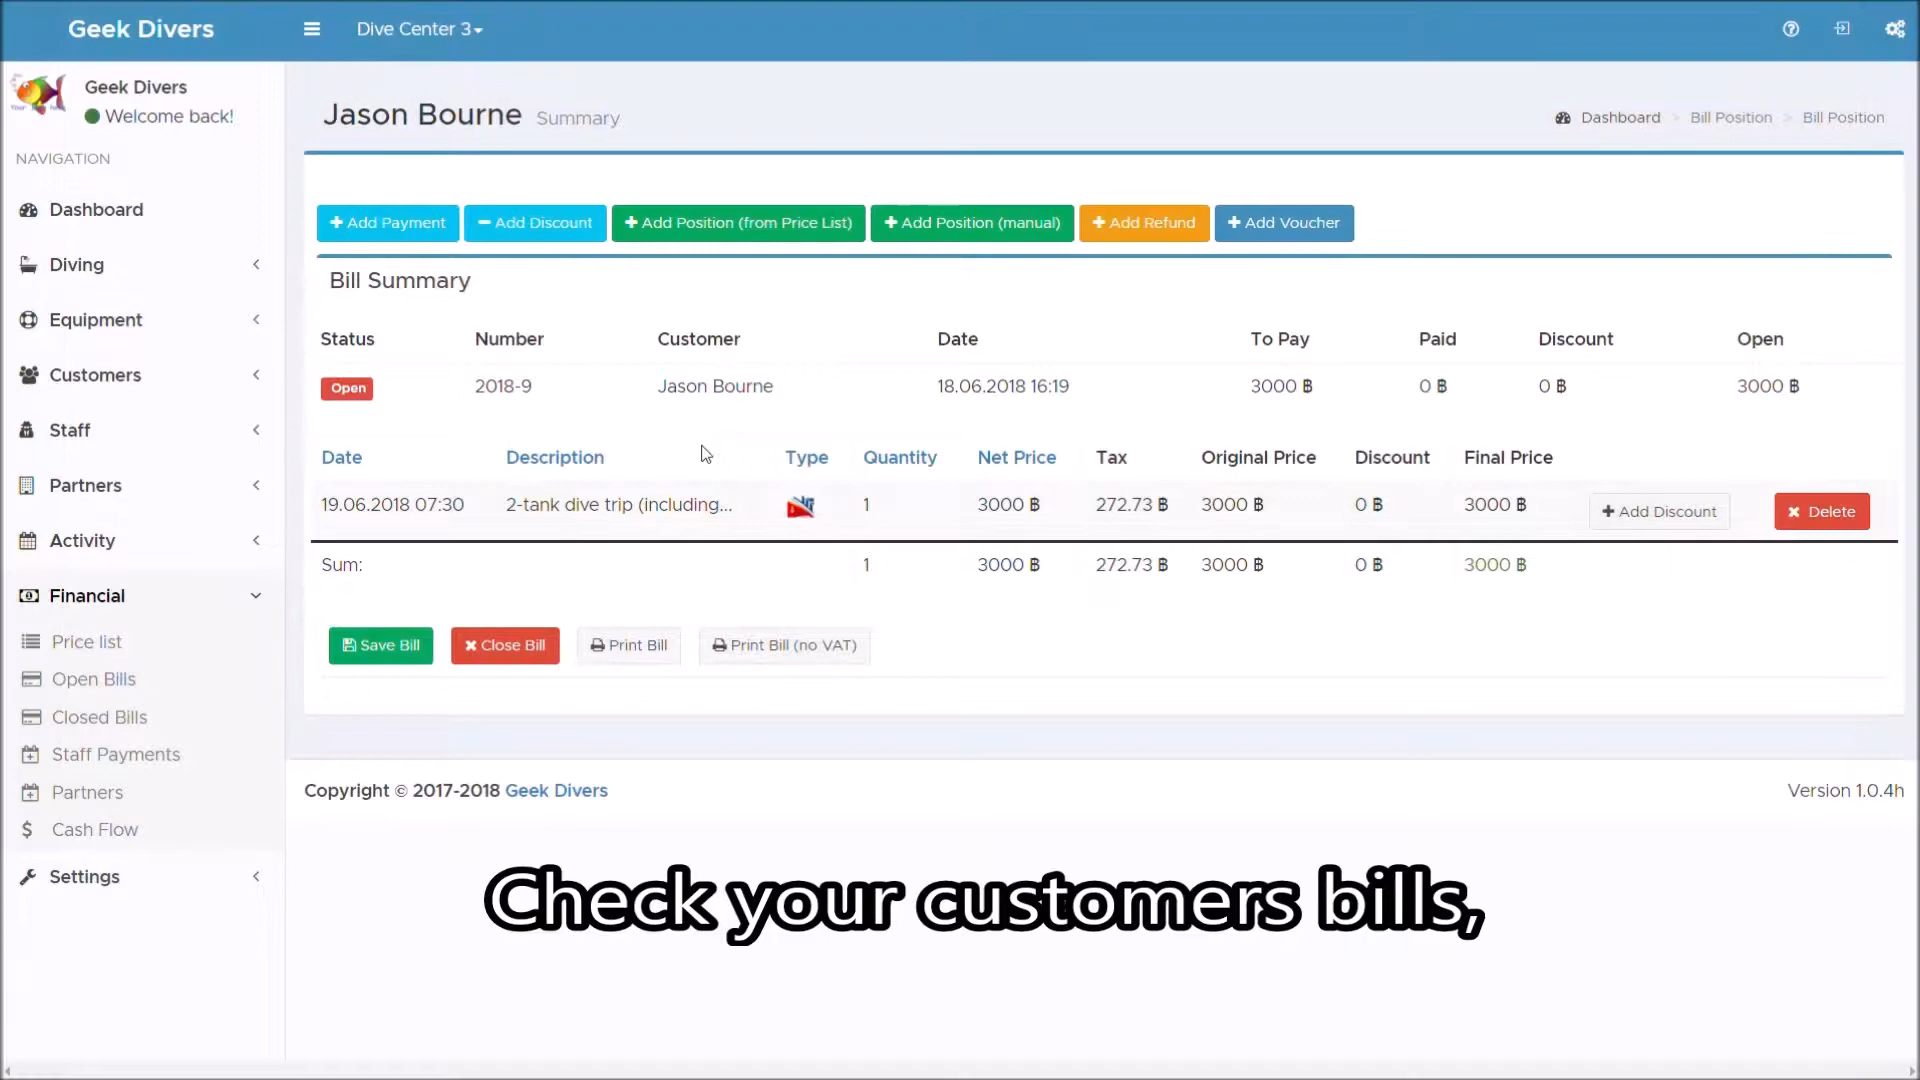 Geek Divers
Dive Center 3
Geek Divers
Welcome back!
NAVIGATION
Dashboard
Diving
Equipment
Customers
Staff
Partners
Activity
Financial
Price list
Open Bills
Closed Bills
Staff Payments
Partners
Cash Flow
Settings
Jason Bourne Summary
Dashboard > Bill Position > Bill Position
Add Payment Add Discount Add Position (from Price List) Add Position (manual) Add Refund Add Voucher
Bill Summary
Status Number Customer Date To Pay Paid Discount Open
Open 2018-9 Jason Bourne 18.06.2018 16:19 3000 ฿ 0 ฿ 0 ฿ 3000 ฿
Date Description Type Quantity Net Price Tax Original Price Discount Final Price
19.06.2018 07:30 2-tank dive trip (including... 1 3000 ฿ 272.73 ฿ 3000 ฿ 0 ฿ 3000 ฿ Add Discount Delete
Sum: 1 3000 ฿ 272.73 ฿ 3000 ฿ 0 ฿ 3000 ฿
Save Bill Close Bill Print Bill Print Bill (no VAT)
Copyright © 2017-2018 Geek Divers Version 1.0.4h
Check your customers bills,